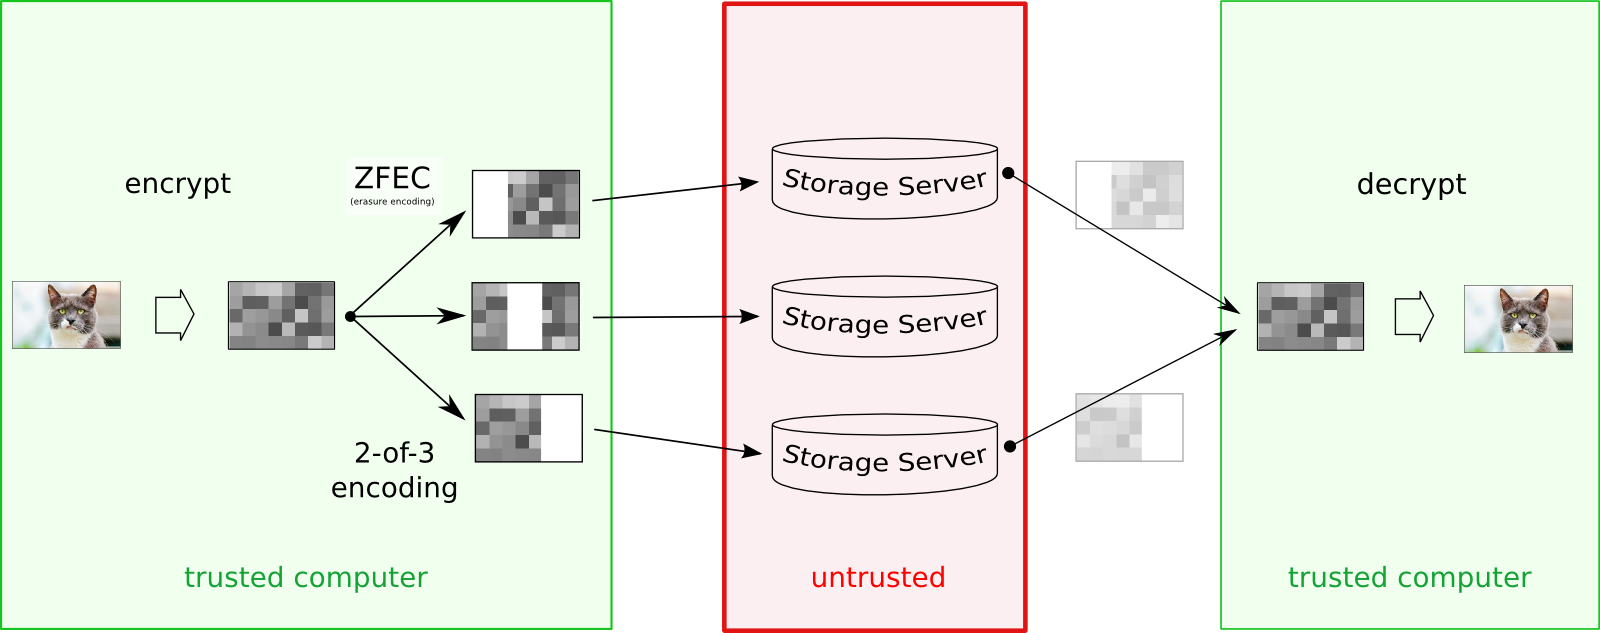 encrypt
ZFEC
(erasure encoding)
2-of-3
encoding
trusted computer
Storage Server
Storage Server
Storage Server
untrusted
decrypt
trusted computer